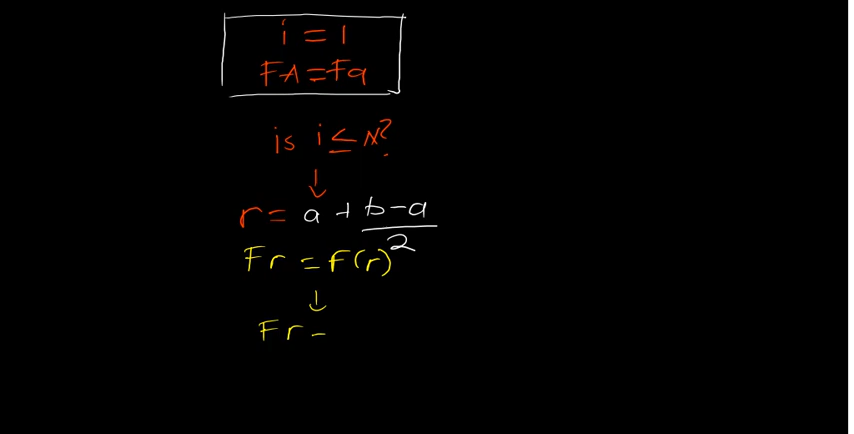 i = 1
FA = Fa
is i ≤ N?
↓
r = a + b - a
2
Fr = F(r)
↓
Fr -